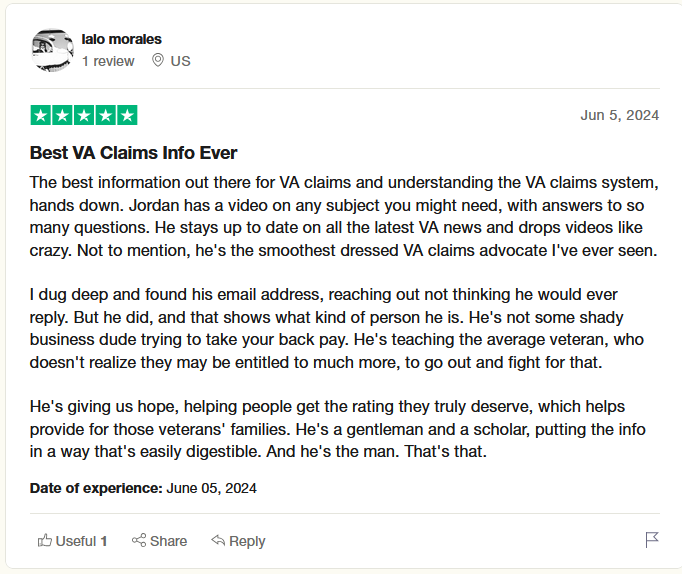 lalo morales
1 review US
Jun 5, 2024
Best VA Claims Info Ever
The best information out there for VA claims and understanding the VA claims system,
hands down. Jordan has a video on any subject you might need, with answers to so
many questions. He stays up to date on all the latest VA news and drops videos like
crazy. Not to mention, he's the smoothest dressed VA claims advocate I've ever seen.
I dug deep and found his email address, reaching out not thinking he would ever
reply. But he did, and that shows what kind of person he is. He's not some shady
business dude trying to take your back pay. He's teaching the average veteran, who
doesn't realize they may be entitled to much more, to go out and fight for that.
He's giving us hope, helping people get the rating they truly deserve, which helps
provide for those veterans' families. He's a gentleman and a scholar, putting the info
in a way that's easily digestible. And he's the man. That's that.
Date of experience: June 05, 2024
Useful 1 Share Reply